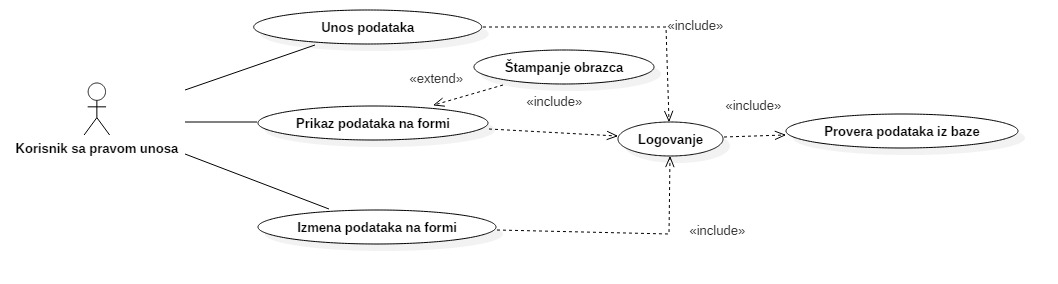 Unos podataka
«include»
Štampanje obrazca
«extend»
«include»
«include»
Prikaz podataka na formi
Logovanje
Provera podataka iz baze
Korisnik sa pravom unosa
Izmena podataka na formi
«include»